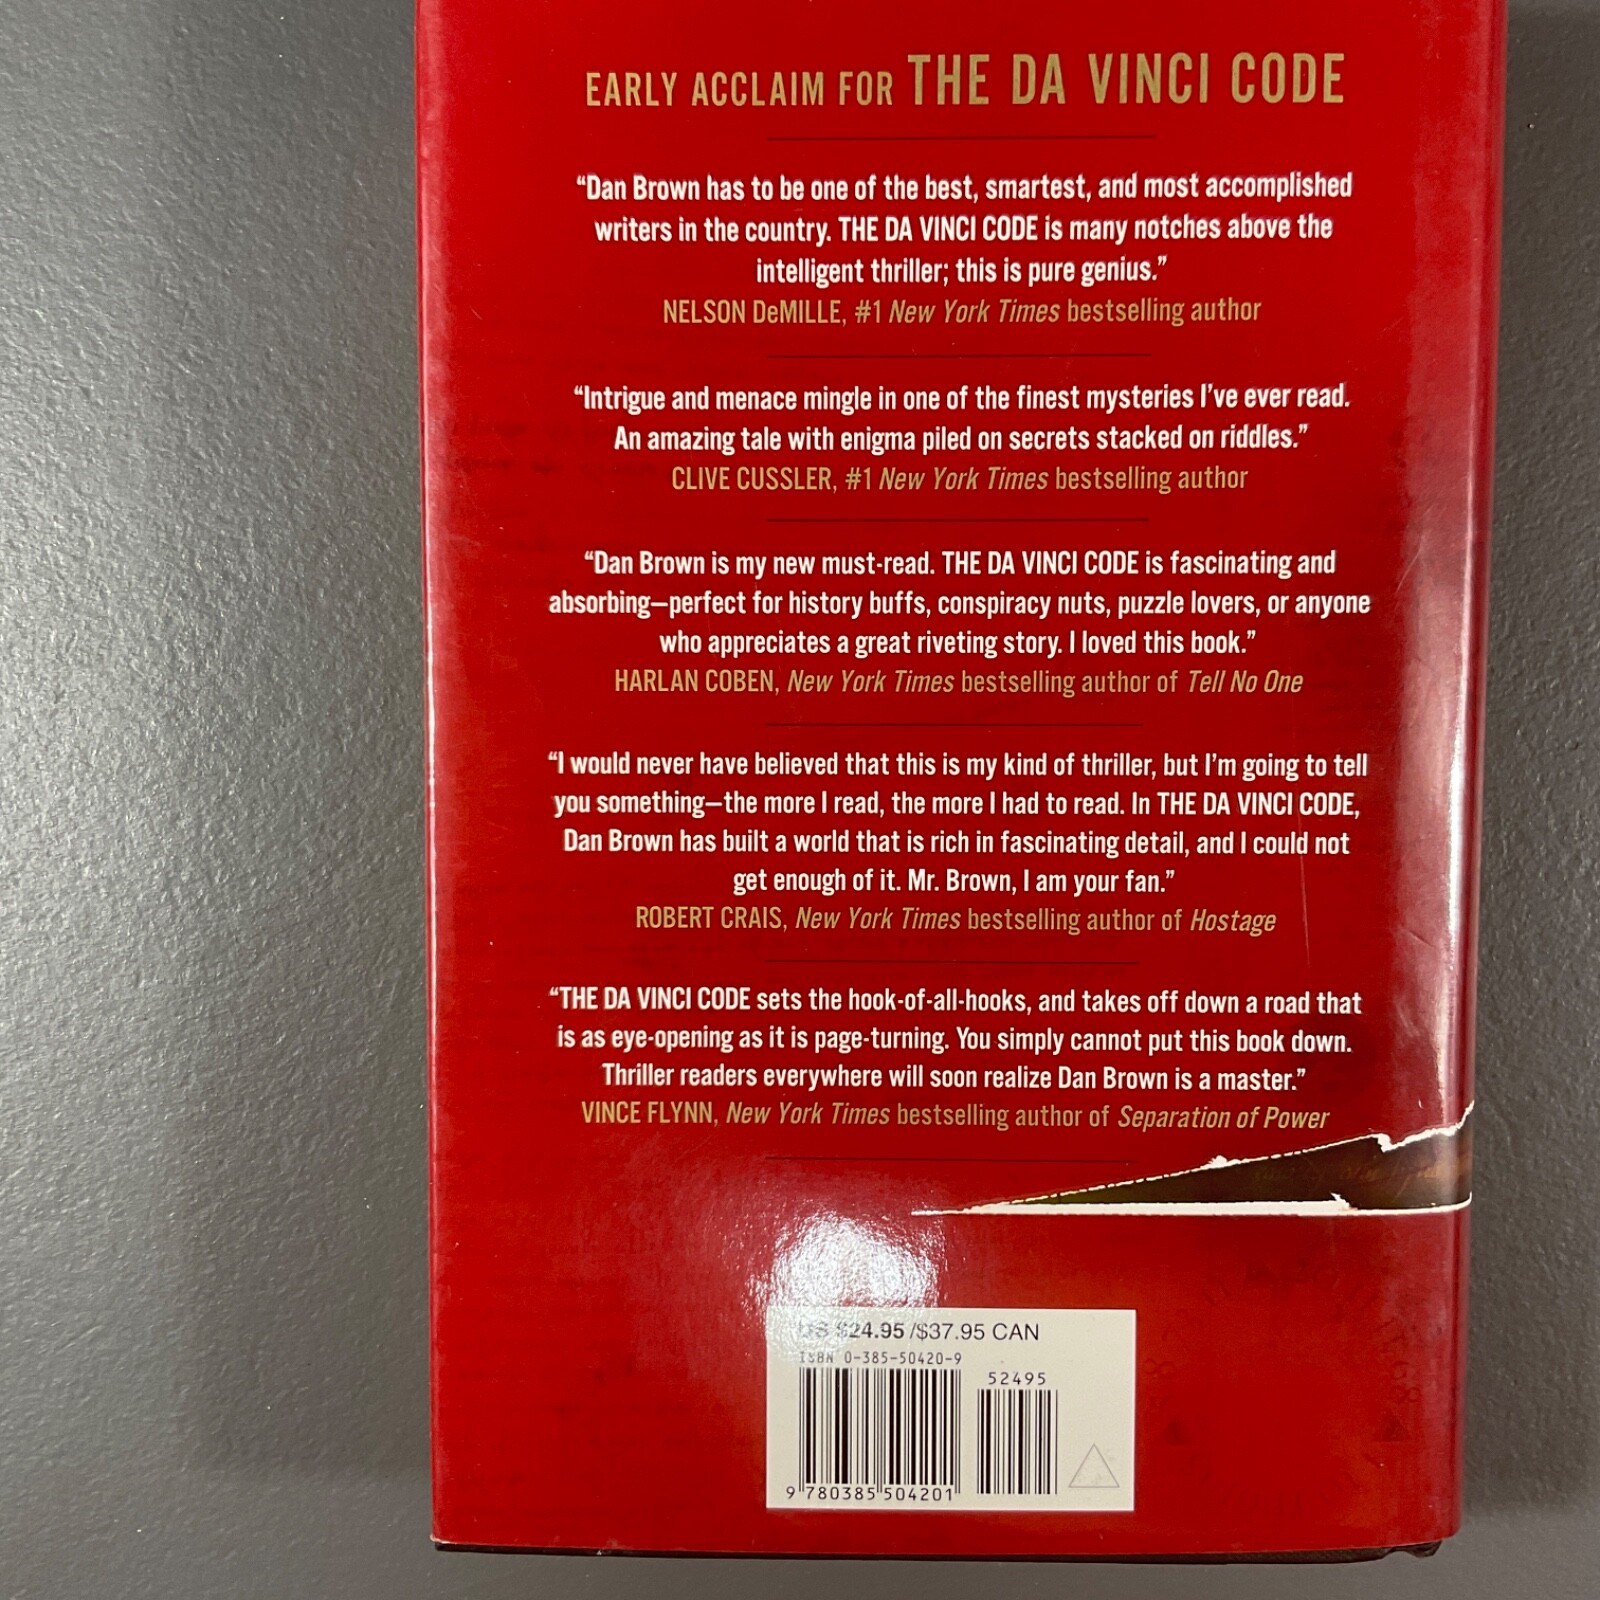 EARLY ACCLAIM FOR THE DA VINCI CODE
“Dan Brown has to be one of the best, smartest, and most accomplished
writers in the country. THE DA VINCI CODE is many notches above the
intelligent thriller; this is pure genius.”
NELSON DeMILLE, #1 New York Times bestselling author
“Intrigue and menace mingle in one of the finest mysteries I’ve ever read.
An amazing tale with enigma piled on secrets stacked on riddles.”
CLIVE CUSSLER, #1 New York Times bestselling author
“Dan Brown is my new must-read. THE DA VINCI CODE is fascinating and
absorbing—perfect for history buffs, conspiracy nuts, puzzle lovers, or anyone
who appreciates a great riveting story. I loved this book.”
HARLAN COBEN, New York Times bestselling author of Tell No One
“I would never have believed that this is my kind of thriller, but I’m going to tell
you something—the more I read, the more I had to read. In THE DA VINCI CODE,
Dan Brown has built a world that is rich in fascinating detail, and I could not
get enough of it. Mr. Brown, I am your fan.”
ROBERT CRAIS, New York Times bestselling author of Hostage
“THE DA VINCI CODE sets the hook-of-all-hooks, and takes off down a road that
is as eye-opening as it is page-turning. You simply cannot put this book down.
Thriller readers everywhere will soon realize Dan Brown is a master.”
VINCE FLYNN, New York Times bestselling author of Separation of Power
US $24.95/$37.95 CAN
ISBN 0-385-50420-9
52495
9 780385 504201